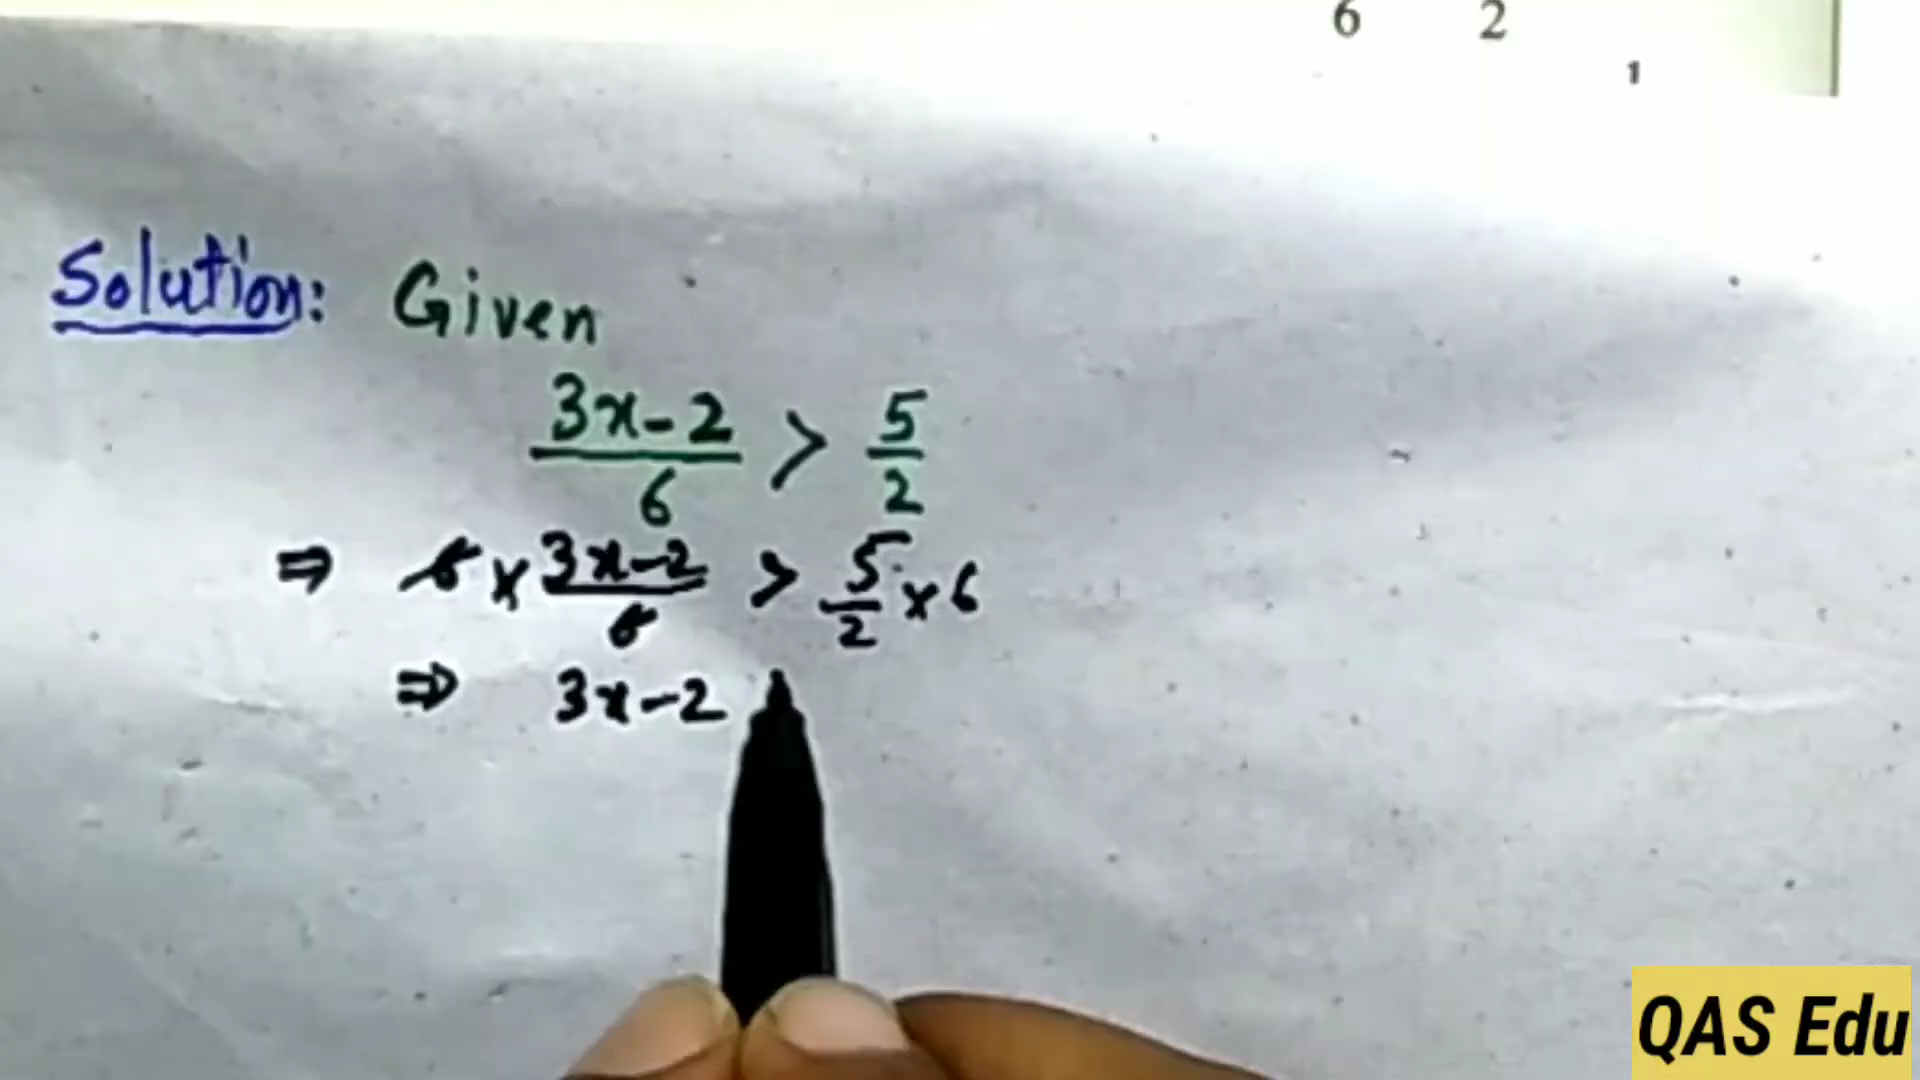 6 2
1
Solution: Given
3x-2 > 5
6 2
⇒ 6 x 3x-2 > 5 x 6
6 2
⇒ 3x-2
QAS Edu